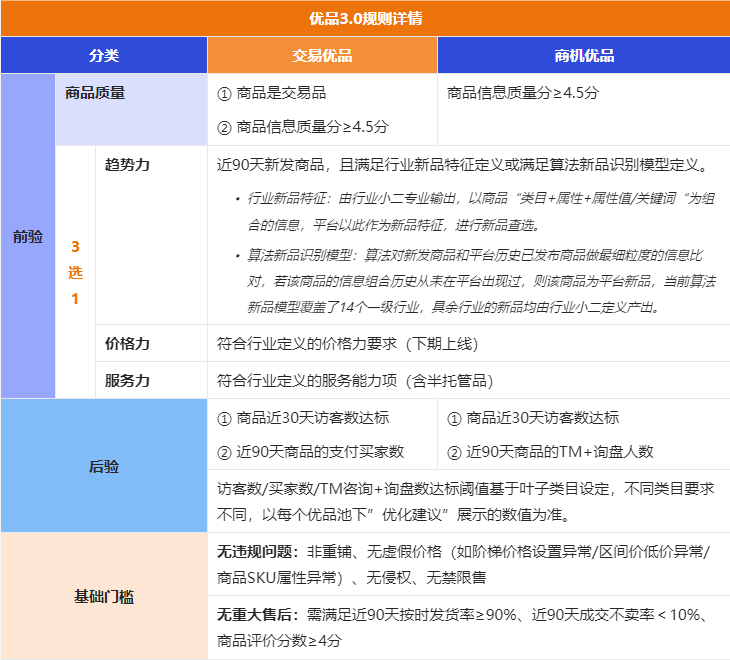 优品3.0规则详情
分类
交易优品
商机优品
前验
商品质量
① 商品是交易品
② 商品信息质量分≥4.5分
商品信息质量分≥4.5分
3
选
1
趋势力
近90天新发商品，且满足行业新品特征定义或满足算法新品识别模型定义。
• 行业新品特征：由行业小二专业输出，以商品“类目+属性+属性值/关键词“为组
合的信息，平台以此作为新品特征，进行新品查选。
• 算法新品识别模型：算法对新发商品和平台历史已发布商品做最细粒度的信息比
对，若该商品的信息组合历史从未在平台出现过，则该商品为平台新品，当前算法
新品模型覆盖了14个一级行业，其余行业的新品均由行业小二定义产出。
价格力
符合行业定义的价格力要求（下期上线）
服务力
符合行业定义的服务能力项（含半托管品）
后验
① 商品近30天访客数达标
② 近90天商品的支付买家数
① 商品近30天访客数达标
② 近90天商品的TM+询盘人数
访客数/买家数/TM咨询+询盘数达标阈值基于叶子类目设定，不同类目要求
不同，以每个优品池下”优化建议”展示的数值为准。
基础门槛
无违规问题：非重铺、无虚假价格（如阶梯价格设置异常/区间价低价异常/
商品SKU属性异常）、无侵权、无禁限售
无重大售后：需满足近90天按时发货率≥90%、近90天成交不卖率＜10%、
商品评价分数≥4分